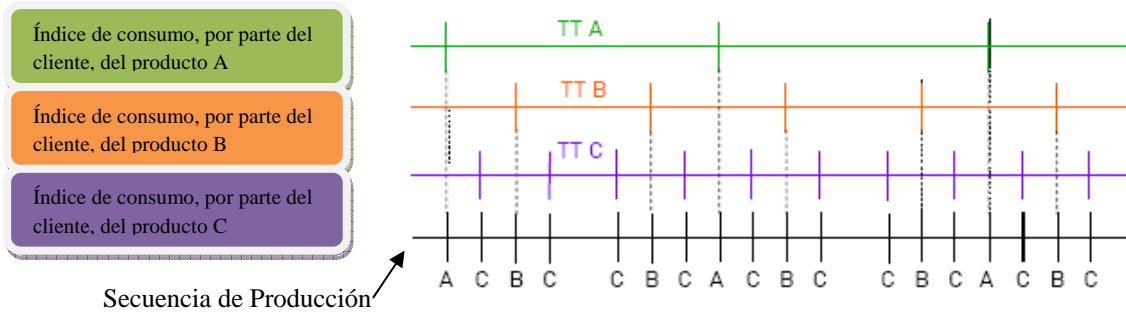 Índice de consumo, por parte del
cliente, del producto A
Índice de consumo, por parte del
cliente, del producto B
Índice de consumo, por parte del
cliente, del producto C
TT A
TT B
TT C
A C B C C B C A B C C B A C B C
Secuencia de Producción